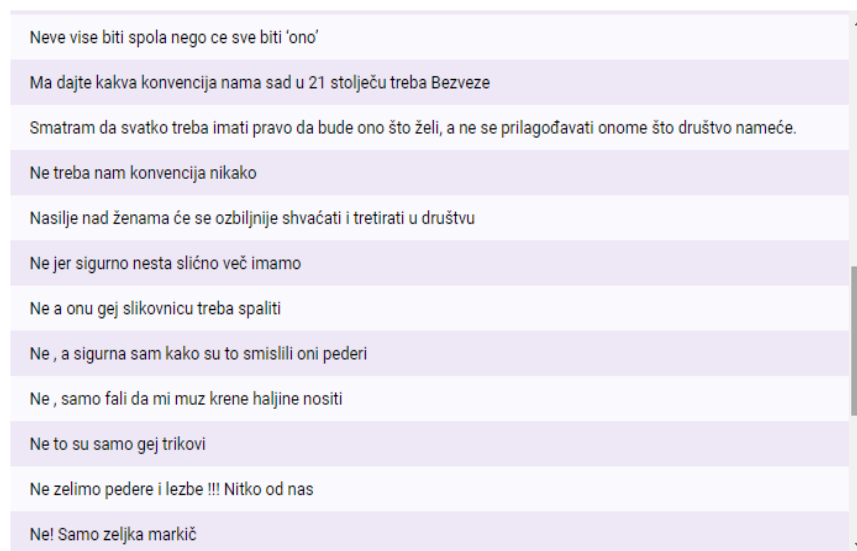 Neve vise biti spola nego ce sve biti ‘ono’
Ma dajte kakva konvencija nama sad u 21 stolječu treba Bezveze
Smatram da svatko treba imati pravo da bude ono što želi, a ne se prilagođavati onome što društvo nameće.
Ne treba nam konvencija nikako
Nasilje nad ženama će se ozbiljnije shvaćati i tretirati u društvu
Ne jer sigurno nesta slićno več imamo
Ne a onu gej slikovnicu treba spaliti
Ne , a sigurna sam kako su to smislili oni pederi
Ne , samo fali da mi muz krene haljine nositi
Ne to su samo gej trikovi
Ne zelimo pedere i lezbe !!! Nitko od nas
Ne! Samo zeljka markič